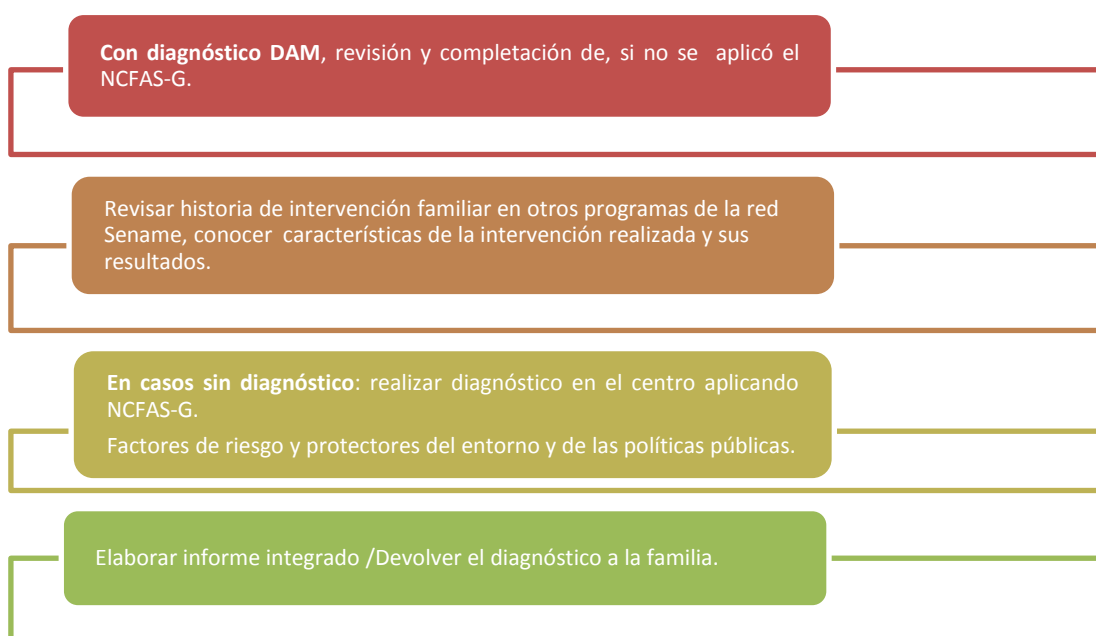 Con diagnóstico DAM, revisión y completación de, si no se aplicó el
NCFAS-G.
Revisar historia de intervención familiar en otros programas de la red
Sename, conocer características de la intervención realizada y sus
resultados.
En casos sin diagnóstico: realizar diagnóstico en el centro aplicando
NCFAS-G.
Factores de riesgo y protectores del entorno y de las políticas públicas.
Elaborar informe integrado /Devolver el diagnóstico a la familia.